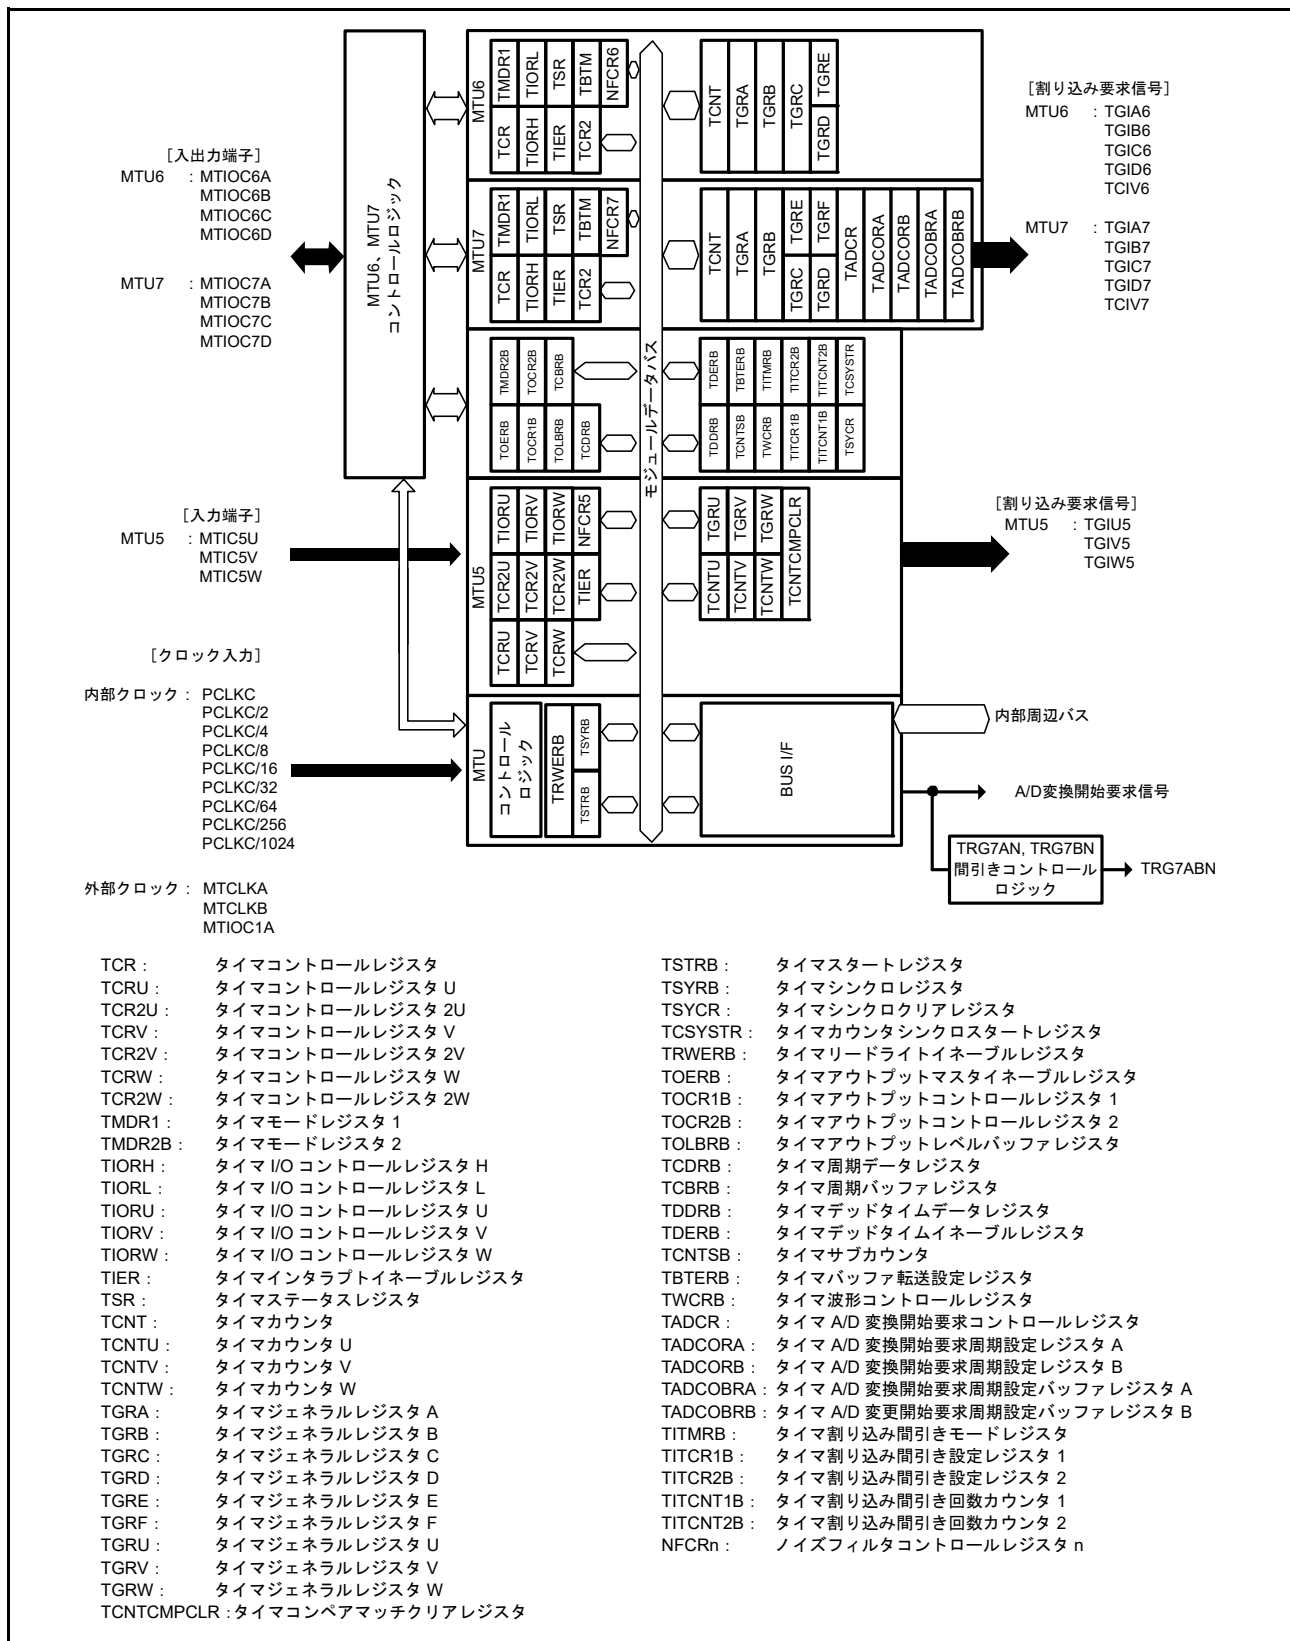 [入出力端子]
MTU6 : MTIOC6A
MTIOC6B
MTIOC6C
MTIOC6D
MTU7 : MTIOC7A
MTIOC7B
MTIOC7C
MTIOC7D
[入力端子]
MTU5 : MTIC5U
MTIC5V
MTIC5W
[クロック入力]
内部クロック : PCLKC
PCLKC/2
PCLKC/4
PCLKC/8
PCLKC/16
PCLKC/32
PCLKC/64
PCLKC/256
PCLKC/1024
外部クロック : MTCLKA
MTCLKB
MTIOC1A
MTU6、MTU7
コントロールロジック
MTU6
TMDR1
TIORL
TSR
TBTM
NFCR6
TCR
TIORH
TIER
TCR2
TCNT
TGRA
TGRB
TGRC
TGRE
TGRD
MTU7
TMDR1
TIORL
TSR
TBTM
NFCR7
TCR
TIORH
TIER
TCR2
TCNT
TGRA
TGRB
TGRE
TGRF
TGRC
TGRD
TADCR
TADCORA
TADCORB
TADCOBRA
TADCOBRB
TMDR2B
TOCR2B
TCBRB
TOERB
TOCR1B
TOLBRB
TCDRB
TDERB
TBTERB
TITMRB
TITCR2B
TITCNT2B
TCSYSTR
TDDRB
TCNTSB
TWCRB
TITCR1B
TITCNT1B
TSYCR
モジュールデータバス
MTU5
TIORU
TIORV
TIORW
NFCR5
TCR2U
TCR2V
TCR2W
TIER
TCRU
TCRV
TCRW
TGRU
TGRV
TGRW
TCNTCMPCLR
TCNTU
TCNTV
TCNTW
MTU
コントロール
ロジック
TRWERB
TSYRB
TSTRB
BUS I/F
[割り込み要求信号]
MTU6 : TGIA6
TGIB6
TGIC6
TGID6
TCIV6
MTU7 : TGIA7
TGIB7
TGIC7
TGID7
TCIV7
[割り込み要求信号]
MTU5 : TGIU5
TGIV5
TGIW5
内部周辺バス
A/D変換開始要求信号
TRG7AN, TRG7BN
間引きコントロール
ロジック
TRG7ABN
TCR : タイマコントロールレジスタ
TCRU : タイマコントロールレジスタ U
TCR2U : タイマコントロールレジスタ 2U
TCRV : タイマコントロールレジスタ V
TCR2V : タイマコントロールレジスタ 2V
TCRW : タイマコントロールレジスタ W
TCR2W : タイマコントロールレジスタ 2W
TMDR1 : タイマモードレジスタ 1
TMDR2B : タイマモードレジスタ 2
TIORH : タイマ I/O コントロールレジスタ H
TIORL : タイマ I/O コントロールレジスタ L
TIORU : タイマ I/O コントロールレジスタ U
TIORV : タイマ I/O コントロールレジスタ V
TIORW : タイマ I/O コントロールレジスタ W
TIER : タイマインタラプトイネーブルレジスタ
TSR : タイマステータスレジスタ
TCNT : タイマカウンタ
TCNTU : タイマカウンタ U
TCNTV : タイマカウンタ V
TCNTW : タイマカウンタ W
TGRA : タイマジェネラルレジスタ A
TGRB : タイマジェネラルレジスタ B
TGRC : タイマジェネラルレジスタ C
TGRD : タイマジェネラルレジスタ D
TGRE : タイマジェネラルレジスタ E
TGRF : タイマジェネラルレジスタ F
TGRU : タイマジェネラルレジスタ U
TGRV : タイマジェネラルレジスタ V
TGRW : タイマジェネラルレジスタ W
TCNTCMPCLR : タイマコンペアマッチクリアレジスタ
TSTRB : タイマスタートレジスタ
TSYRB : タイマシンクロレジスタ
TSYCR : タイマシンクロクリアレジスタ
TCSYSTR : タイマカウンタシンクロスタートレジスタ
TRWERB : タイマリードライトイネーブルレジスタ
TOERB : タイマアウトプットマスタイネーブルレジスタ
TOCR1B : タイマアウトプットコントロールレジスタ 1
TOCR2B : タイマアウトプットコントロールレジスタ 2
TOLBRB : タイマアウトプットレベルバッファレジスタ
TCDRB : タイマ周期データレジスタ
TCBRB : タイマ周期バッファレジスタ
TDDRB : タイマデッドタイムデータレジスタ
TDERB : タイマデッドタイムイネーブルレジスタ
TCNTSB : タイマサブカウンタ
TBTERB : タイマバッファ転送設定レジスタ
TWCRB : タイマ波形コントロールレジスタ
TADCR : タイマ A/D 変換開始要求コントロールレジスタ
TADCORA : タイマ A/D 変換開始要求周期設定レジスタ A
TADCORB : タイマ A/D 変換開始要求周期設定レジスタ B
TADCOBRA : タイマ A/D 変換開始要求周期設定バッファレジスタ A
TADCOBRB : タイマ A/D 変更開始要求周期設定バッファレジスタ B
TITMRB : タイマ割り込み間引きモードレジスタ
TITCR1B : タイマ割り込み間引き設定レジスタ 1
TITCR2B : タイマ割り込み間引き設定レジスタ 2
TITCNT1B : タイマ割り込み間引き回数カウンタ 1
TITCNT2B : タイマ割り込み間引き回数カウンタ 2
NFCRn : ノイズフィルタコントロールレジスタ n